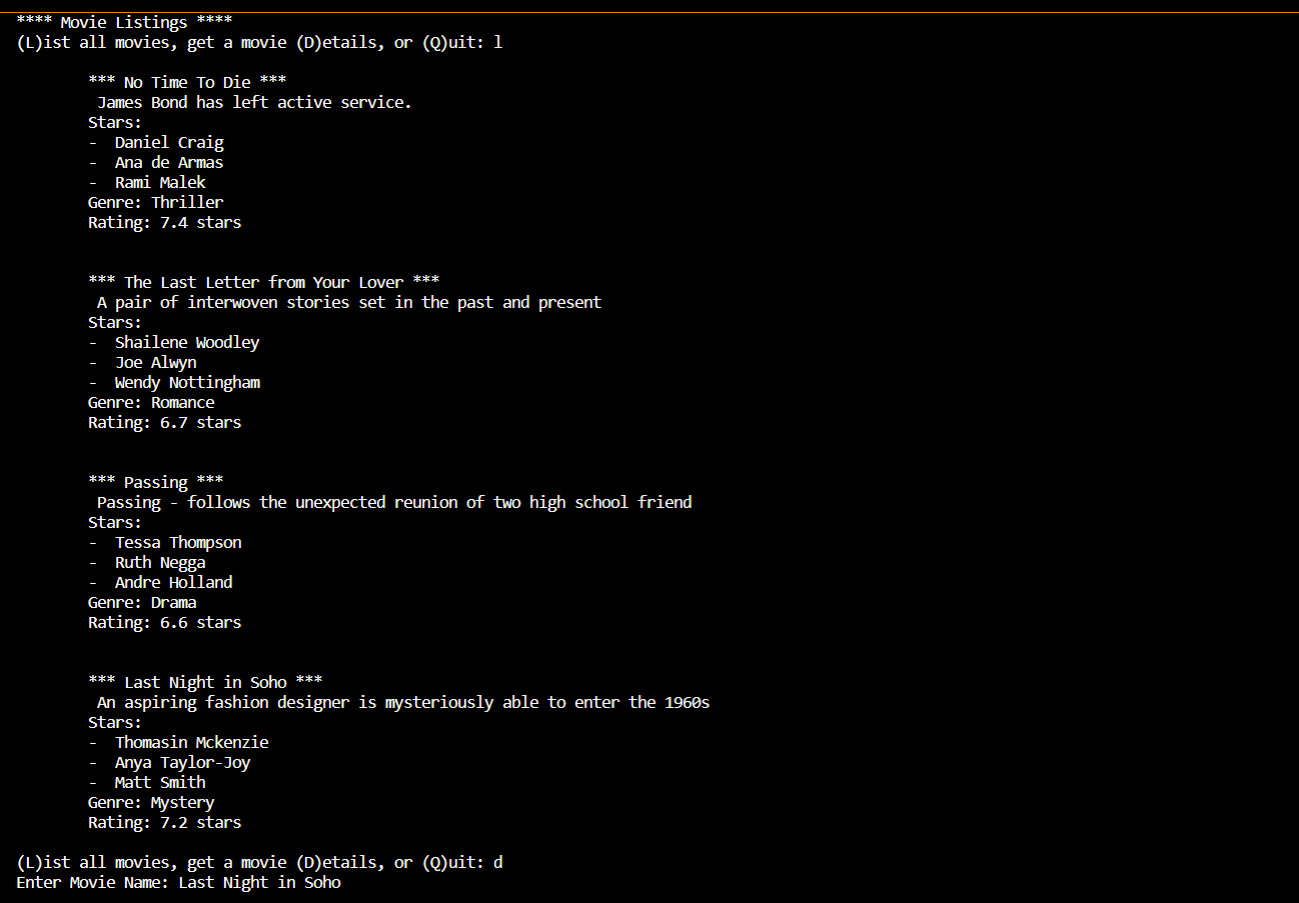 **** Movie Listings ****
(L)ist all movies, get a movie (D)etails, or (Q)uit: l
*** No Time To Die ***
James Bond has left active service.
Stars:
- Daniel Craig
- Ana de Armas
- Rami Malek
Genre: Thriller
Rating: 7.4 stars
*** The Last Letter from Your Lover ***
A pair of interwoven stories set in the past and present
Stars:
- Shailene Woodley
- Joe Alwyn
- Wendy Nottingham
Genre: Romance
Rating: 6.7 stars
*** Passing ***
Passing - follows the unexpected reunion of two high school friend
Stars:
- Tessa Thompson
- Ruth Negga
- Andre Holland
Genre: Drama
Rating: 6.6 stars
*** Last Night in Soho ***
An aspiring fashion designer is mysteriously able to enter the 1960s
Stars:
- Thomasin Mckenzie
- Anya Taylor-Joy
- Matt Smith
Genre: Mystery
Rating: 7.2 stars
(L)ist all movies, get a movie (D)etails, or (Q)uit: d
Enter Movie Name: Last Night in Soho